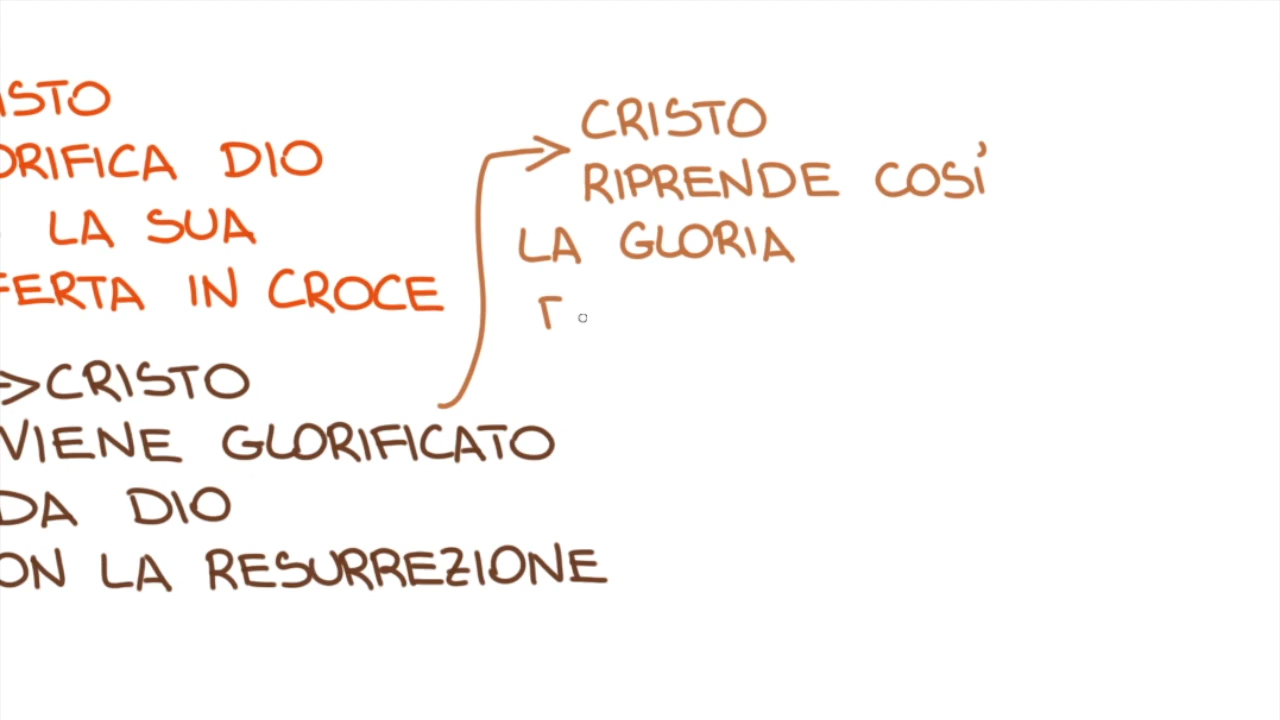 ISTO
ORIFICA DIO
LA SUA
FERTA IN CROCE
CRISTO
RIPRENDE COSÍ
LA GLORIA
>CRISTO
VIENE GLORIFICATO
DA DIO
ON LA RESURREZIONE